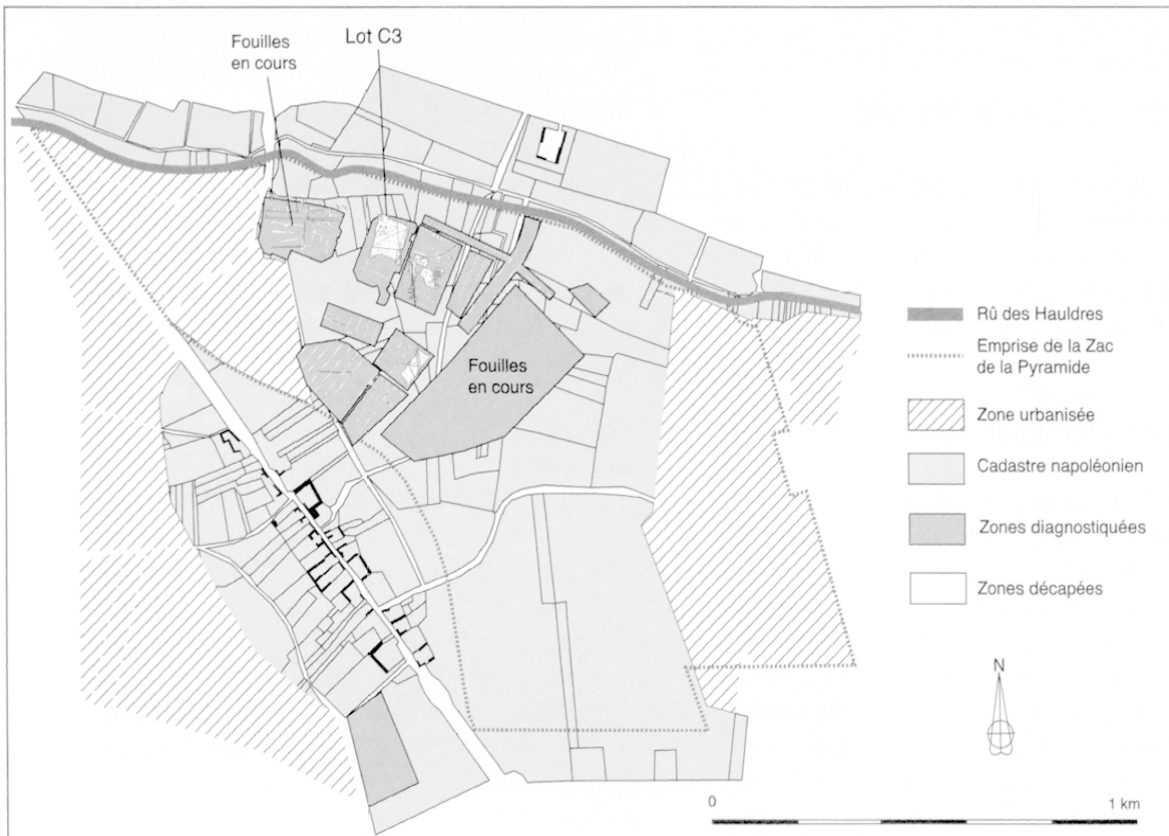 Fouilles
en cours
Lot C3
Fouilles
en cours
Rû des Hauldres
Emprise de la Zac
de la Pyramide
Zone urbanisée
Cadastre napoléonien
Zones diagnostiquées
Zones décapées
N
0
1 km